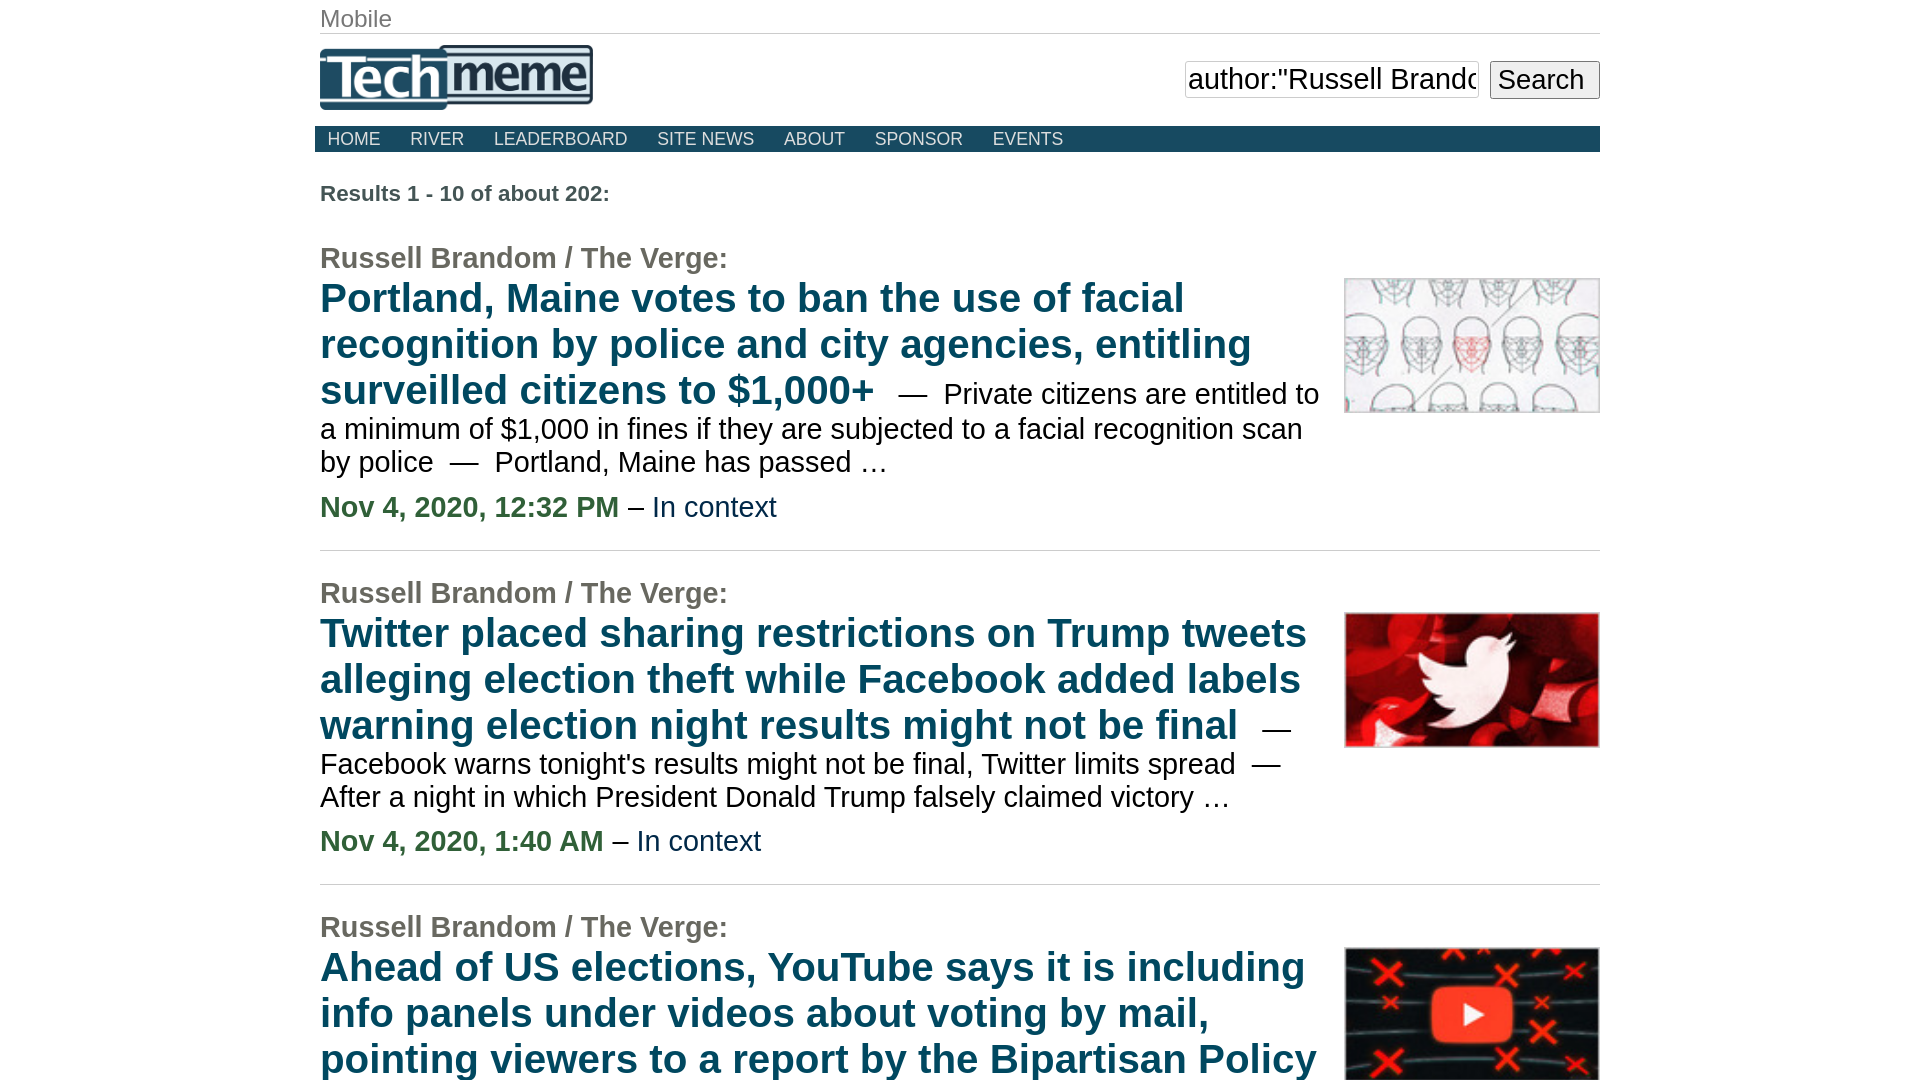 Mobile
Techmeme
author:"Russell Brando
Search
HOME RIVER LEADERBOARD SITE NEWS ABOUT SPONSOR EVENTS
Results 1 - 10 of about 202:
Russell Brandom / The Verge:
Portland, Maine votes to ban the use of facial
recognition by police and city agencies, entitling
surveilled citizens to $1,000+ — Private citizens are entitled to
a minimum of $1,000 in fines if they are subjected to a facial recognition scan
by police — Portland, Maine has passed …
Nov 4, 2020, 12:32 PM – In context
Russell Brandom / The Verge:
Twitter placed sharing restrictions on Trump tweets
alleging election theft while Facebook added labels
warning election night results might not be final —
Facebook warns tonight's results might not be final, Twitter limits spread —
After a night in which President Donald Trump falsely claimed victory …
Nov 4, 2020, 1:40 AM – In context
Russell Brandom / The Verge:
Ahead of US elections, YouTube says it is including
info panels under videos about voting by mail,
pointing viewers to a report by the Bipartisan Policy